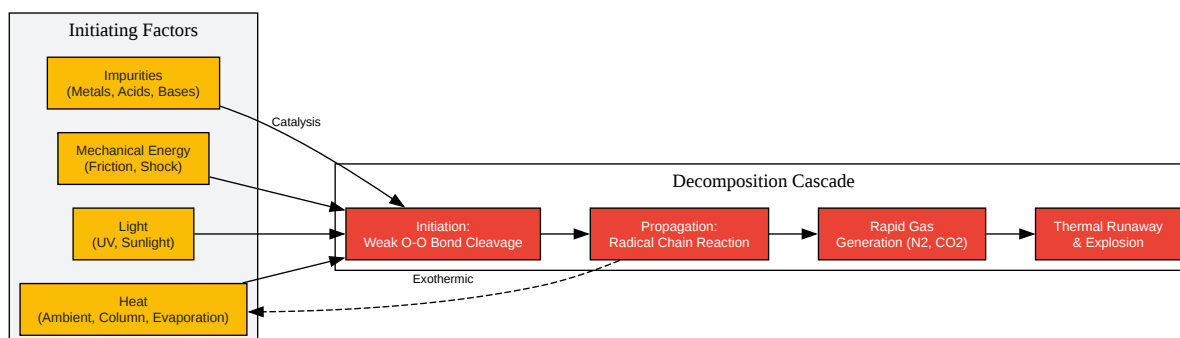 Initiating Factors
Impurities
(Metals, Acids, Bases)
Catalysis
Mechanical Energy
(Friction, Shock)
Light
(UV, Sunlight)
Heat
(Ambient, Column, Evaporation)
Decomposition Cascade
Initiation:
Weak O-O Bond Cleavage
Propagation:
Radical Chain Reaction
Rapid Gas
Generation (N2, CO2)
Thermal Runaway
& Explosion
Exothermic